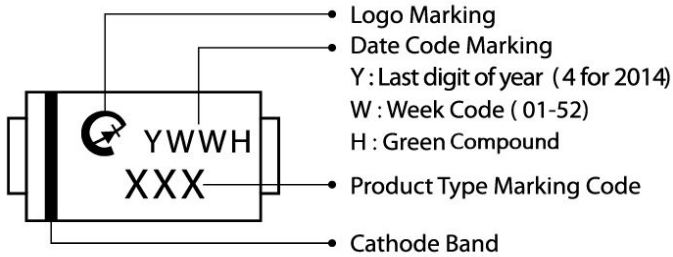 Logo Marking
Date Code Marking
Y : Last digit of year ( 4 for 2014)
W : Week Code ( 01-52)
H : Green Compound
YWWH
XXX
Product Type Marking Code
Cathode Band